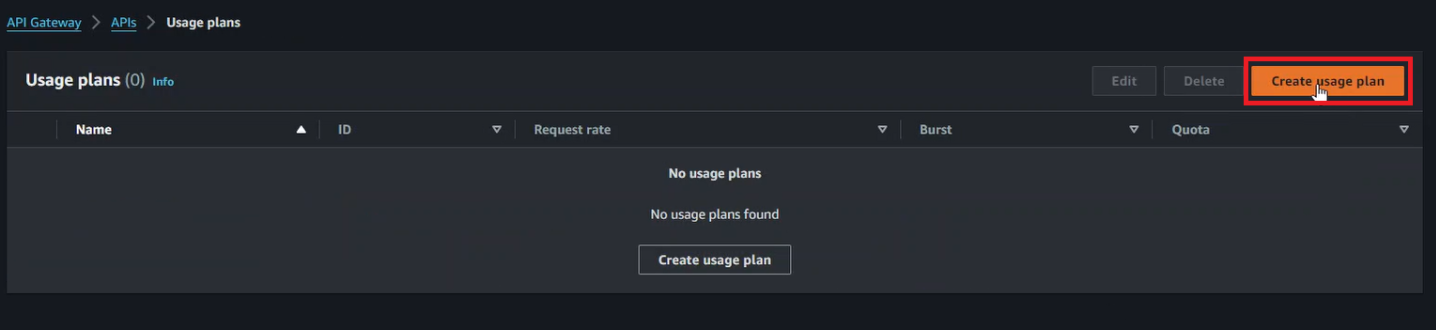 API Gateway > APIs > Usage plans
Usage plans (0) Info
Edit Delete Create usage plan
Name ID Request rate Burst Quota
No usage plans
No usage plans found
Create usage plan